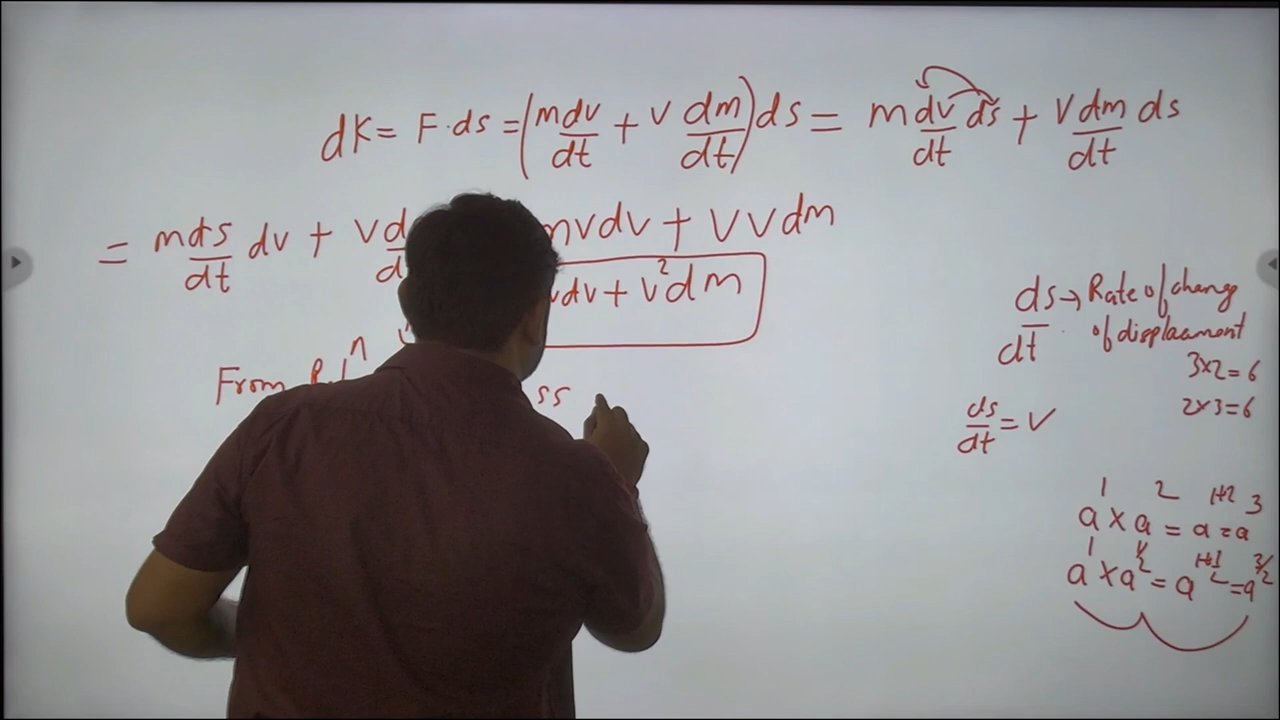 dK = F·ds = (m dv/dt + v dm/dt) ds = m dv/dt ds + v dm/dt ds
= m ds/dt dv + v d mvdv + vvdm
vdv + v²dm
From
ss
ds/dt → Rate of change
of displaament
3×2=6
2×3=6
ds/dt = v
a¹ × a² = a¹⁺² = a³
a¹ × a^1/2 = a^1+1/2 = a^3/2